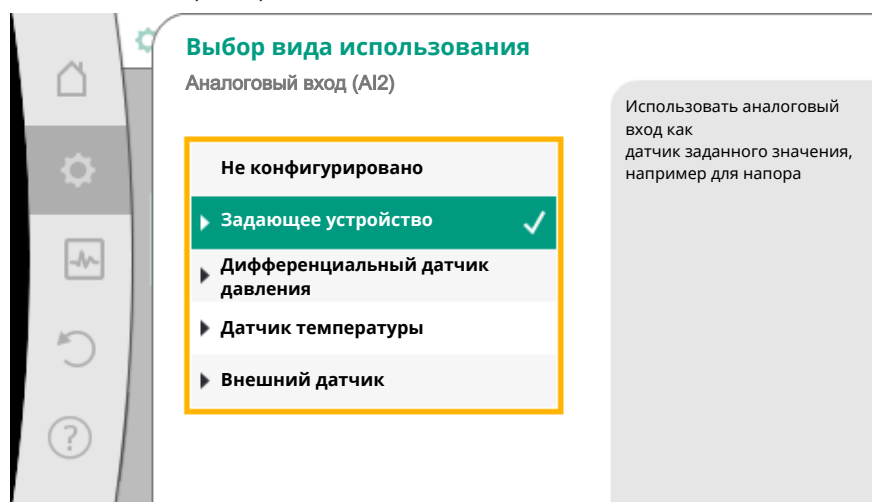 Выбор вида использования
Аналоговый вход (AI2)
Не конфигурировано
Задающее устройство
Дифференциальный датчик
давления
Датчик температуры
Внешний датчик
Использовать аналоговый
вход как
датчик заданного значения,
например для напора
?